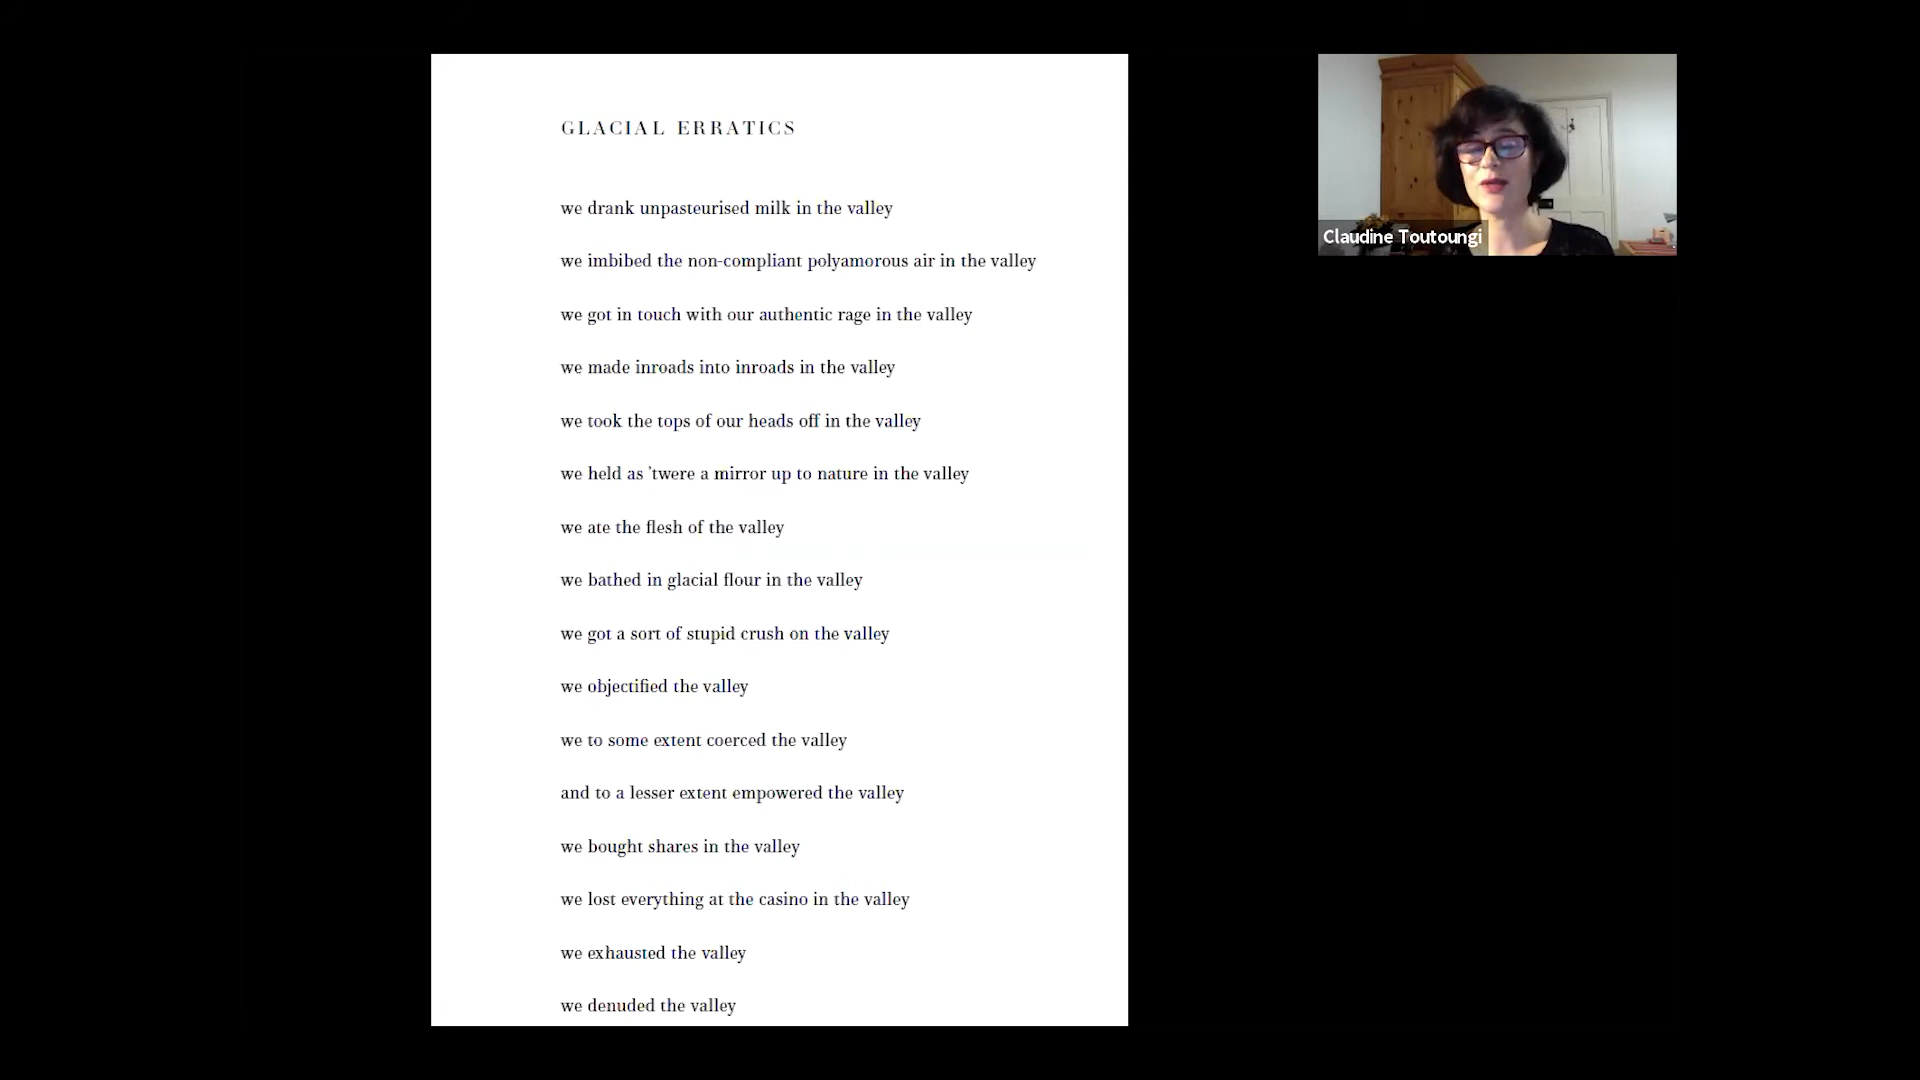 GLACIAL ERRATICS
we drank unpasteurised milk in the valley
we imbibed the non-compliant polyamorous air in the valley
we got in touch with our authentic rage in the valley
we made inroads into inroads in the valley
we took the tops of our heads off in the valley
we held as ’twere a mirror up to nature in the valley
we ate the flesh of the valley
we bathed in glacial flour in the valley
we got a sort of stupid crush on the valley
we objectified the valley
we to some extent coerced the valley
and to a lesser extent empowered the valley
we bought shares in the valley
we lost everything at the casino in the valley
we exhausted the valley
we denuded the valley
Claudine Toutoungi